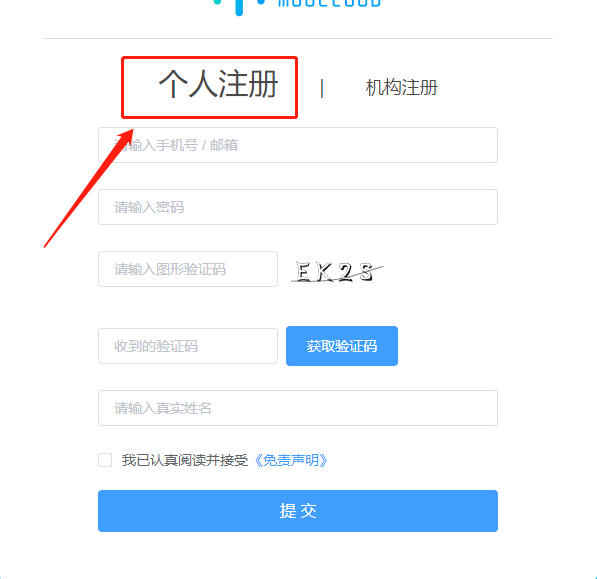 个人注册 | 机构注册
请输入手机号 / 邮箱
请输入密码
请输入图形验证码 EK2S
收到的验证码 获取验证码
请输入真实姓名
我已认真阅读并接受《免责声明》
提 交